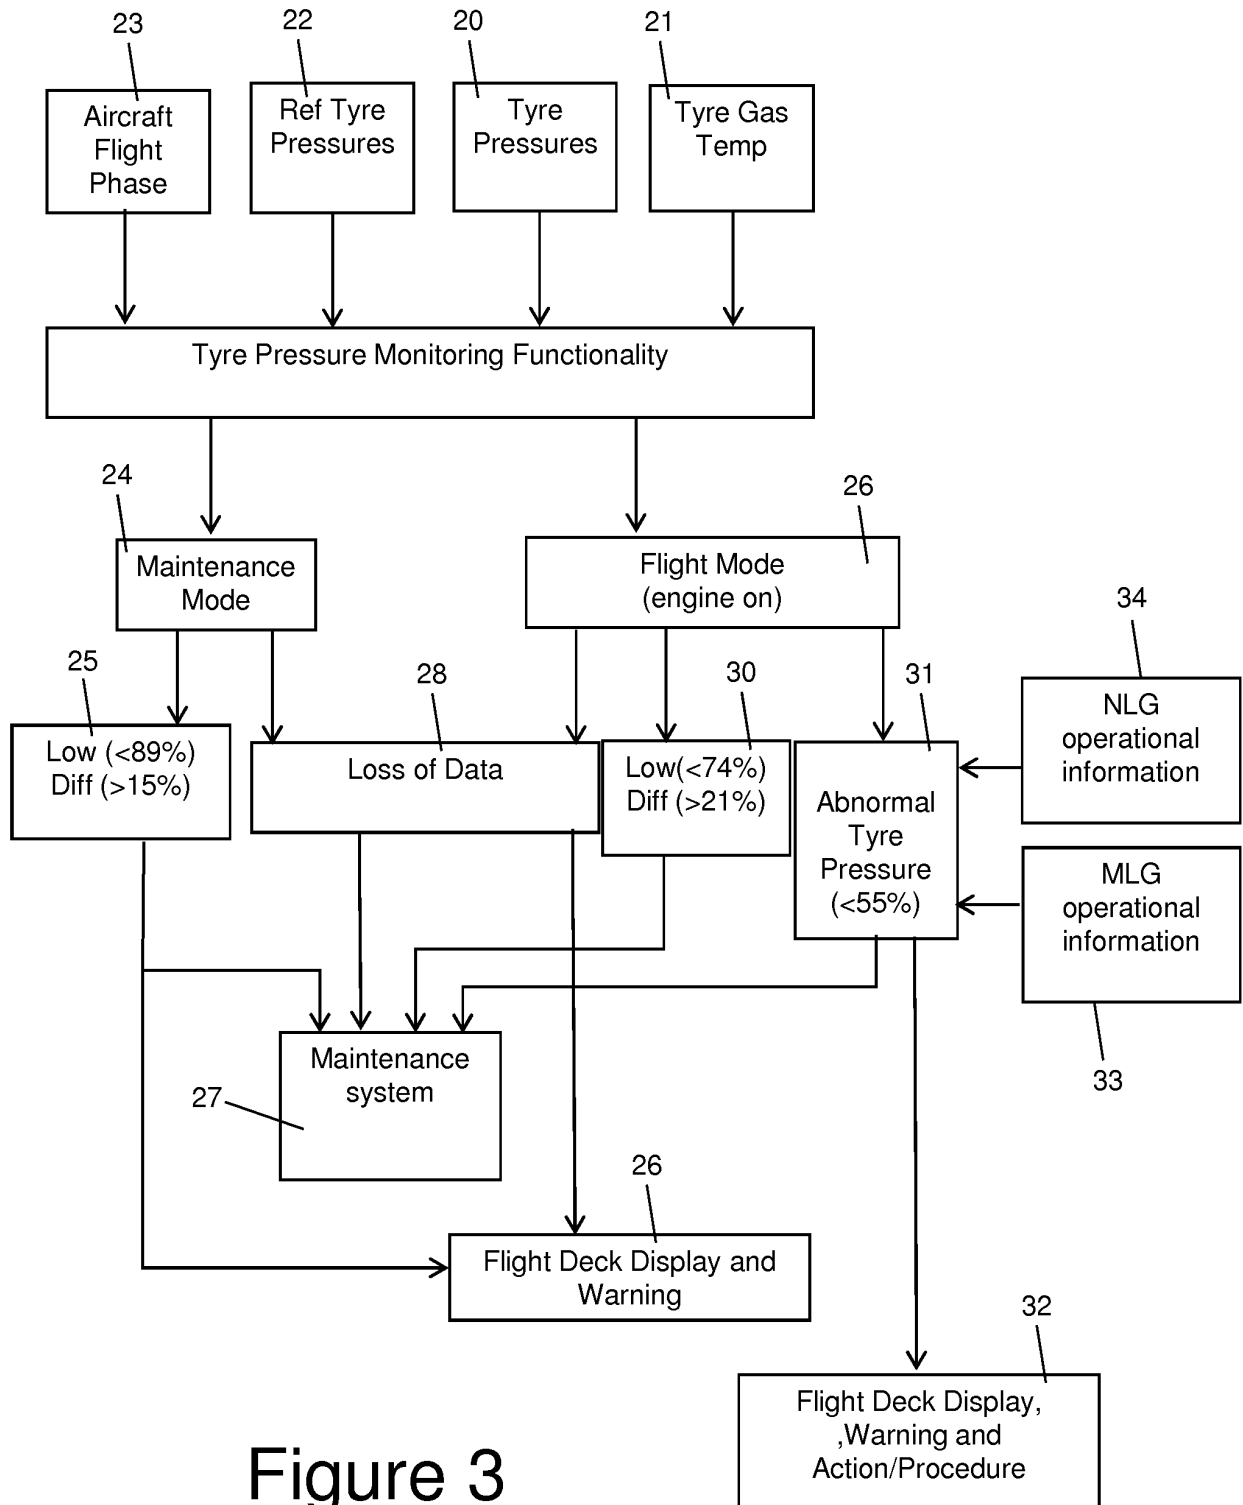 23
22
20
21
Aircraft
Flight
Phase
Ref Tyre
Pressures
Tyre
Pressures
Tyre Gas
Temp
Tyre Pressure Monitoring Functionality
24
26
Maintenance
Mode
Flight Mode
(engine on)
34
25
28
30
31
Low (<89%)
Diff (>15%)
Loss of Data
Low(<74%)
Diff (>21%)
Abnormal
Tyre
Pressure
(<55%)
NLG
operational
information
MLG
operational
information
33
Maintenance
system
27
26
Flight Deck Display and
Warning
32
Flight Deck Display,
,Warning and
Action/Procedure
Figure 3